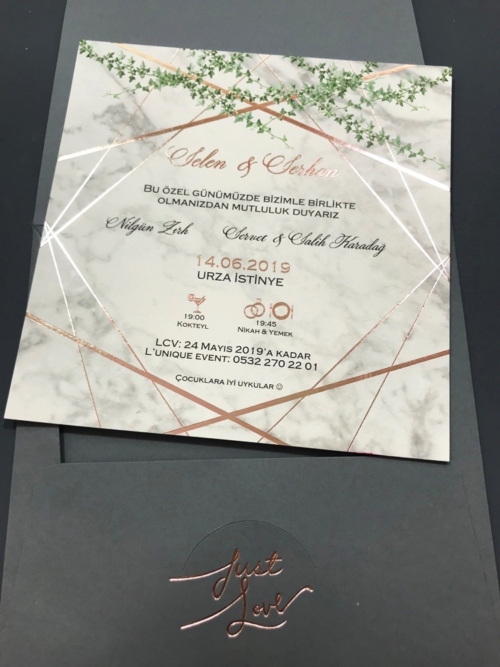 Selen & Serhan
BU ÖZEL GÜNÜMÜZDE BİZİMLE BİRLİKTE
OLMANIZDAN MUTLULUK DUYARIZ
Nilgün Zırh Servet & Salih Karadağ
14.06.2019
URZA İSTİNYE
19:00 19:45
KOKTEYL NİKAH & YEMEK
LCV: 24 MAYIS 2019'A KADAR
L'UNIQUE EVENT: 0532 270 22 01
ÇOCUKLARA İYİ UYKULAR ☺
Just
Love